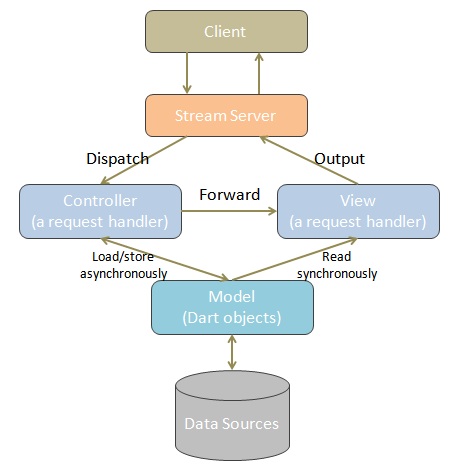 Client
Stream Server
Dispatch
Output
Controller
(a request handler)
Forward
View
(a request handler)
Load/store
asynchronously
Read
synchronously
Model
(Dart objects)
Data Sources